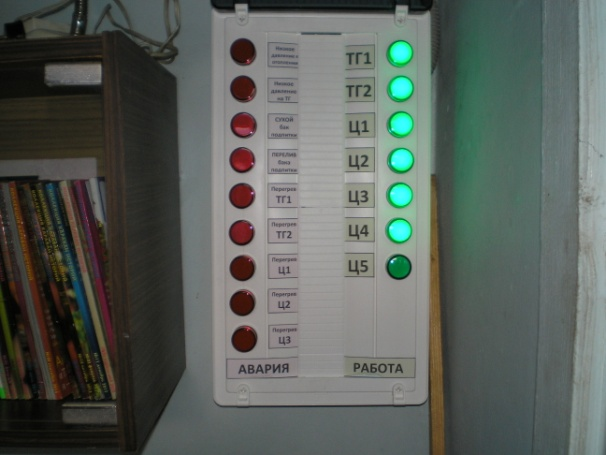 Низкое
давление в
отоплении
Низкое
давление
на ТГ
СУХОЙ
бак
подпитки
ПЕРЕЛИВ
бака
подпитки
Перегрев
ТГ1
Перегрев
ТГ2
Перегрев
Ц1
Перегрев
Ц2
Перегрев
Ц3
АВАРИЯ
ТГ1
ТГ2
Ц1
Ц2
Ц3
Ц4
Ц5
РАБОТА